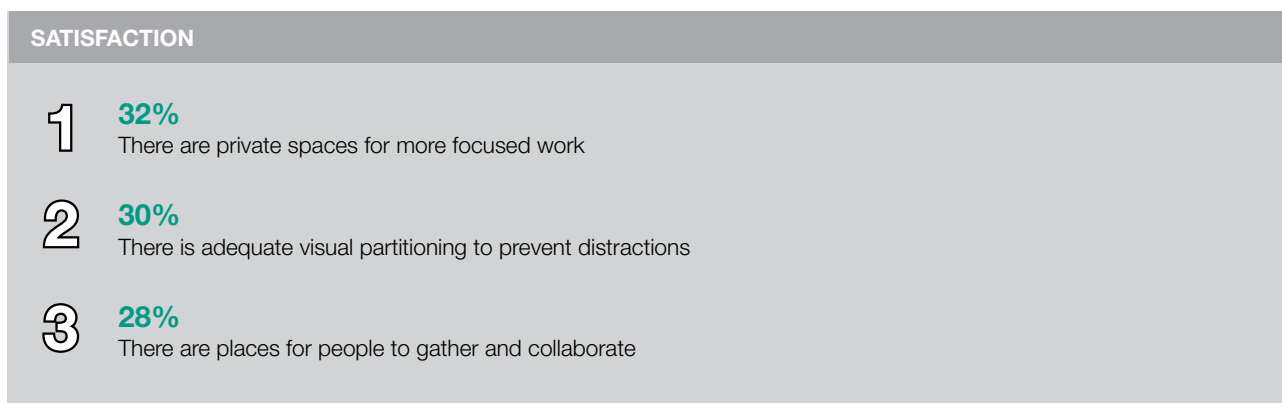 SATISFACTION
1
32%
There are private spaces for more focused work
2
30%
There is adequate visual partitioning to prevent distractions
3
28%
There are places for people to gather and collaborate